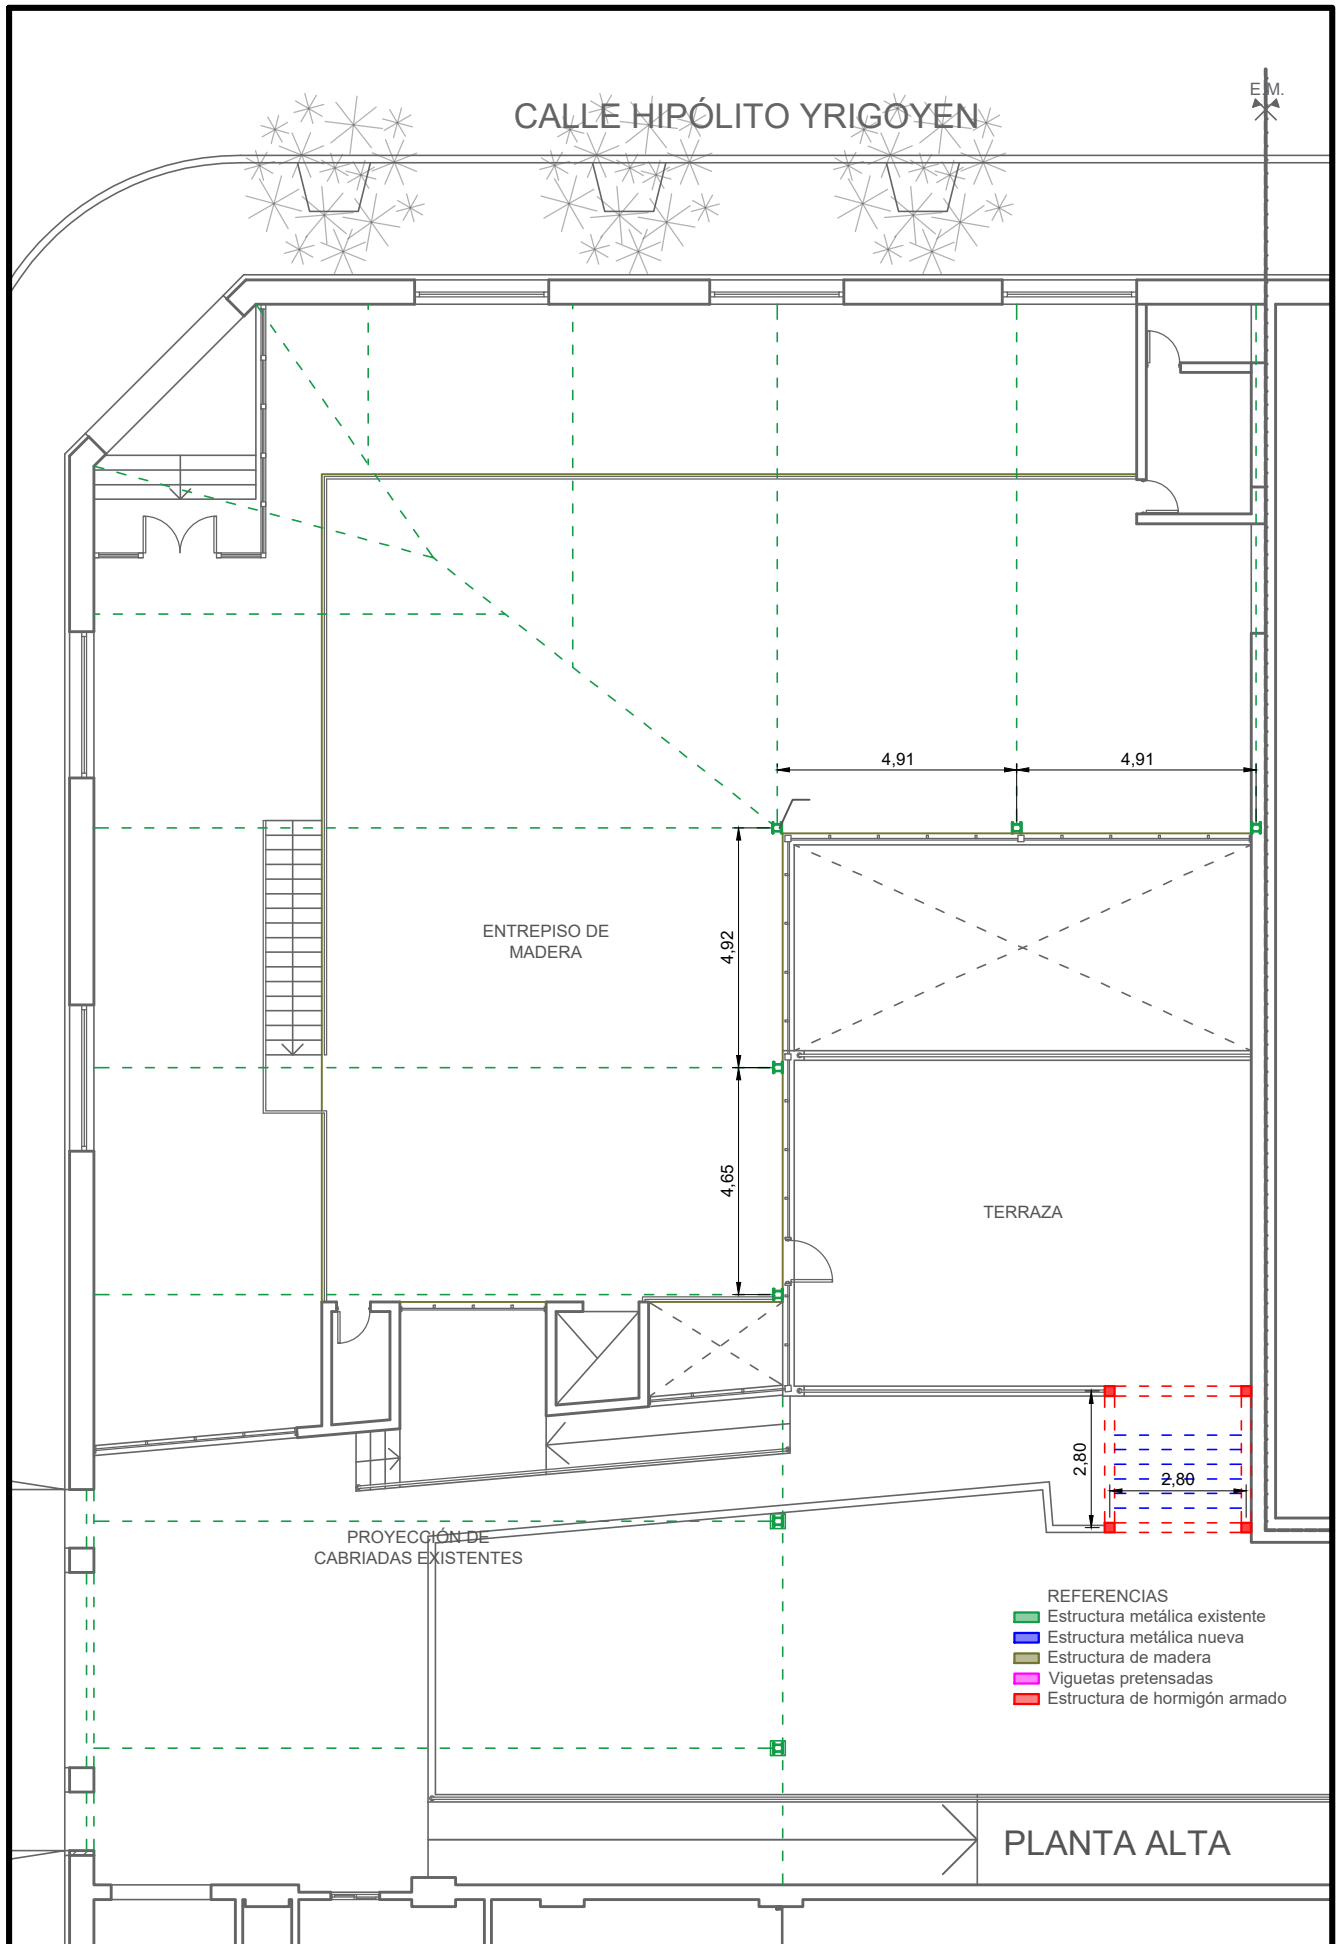 CALLE HIPÓLITO YRIGOYEN
E.M.
4,91
4,91
ENTREPISO DE
MADERA
4,92
4,65
TERRAZA
2,80
2,80
PROYECCIÓN DE
CABRIADAS EXISTENTES
REFERENCIAS
Estructura metálica existente
Estructura metálica nueva
Estructura de madera
Viguetas pretensadas
Estructura de hormigón armado
PLANTA ALTA